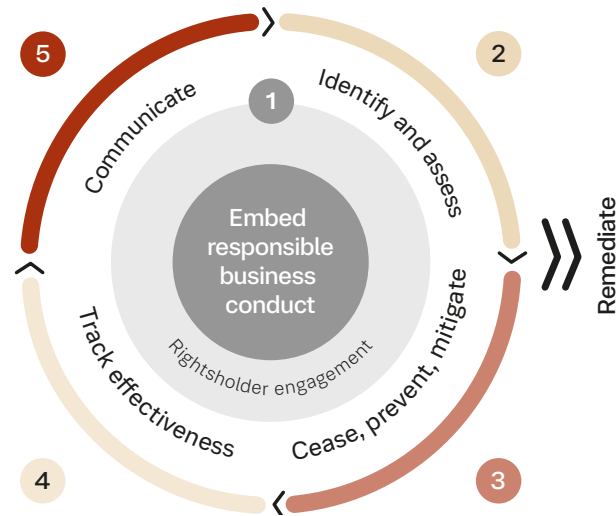 1
Embed
responsible
business
conduct
Rightsholder engagement
2
Identify and assess
Remediate
3
Cease, prevent, mitigate
4
Track effectiveness
5
Communicate